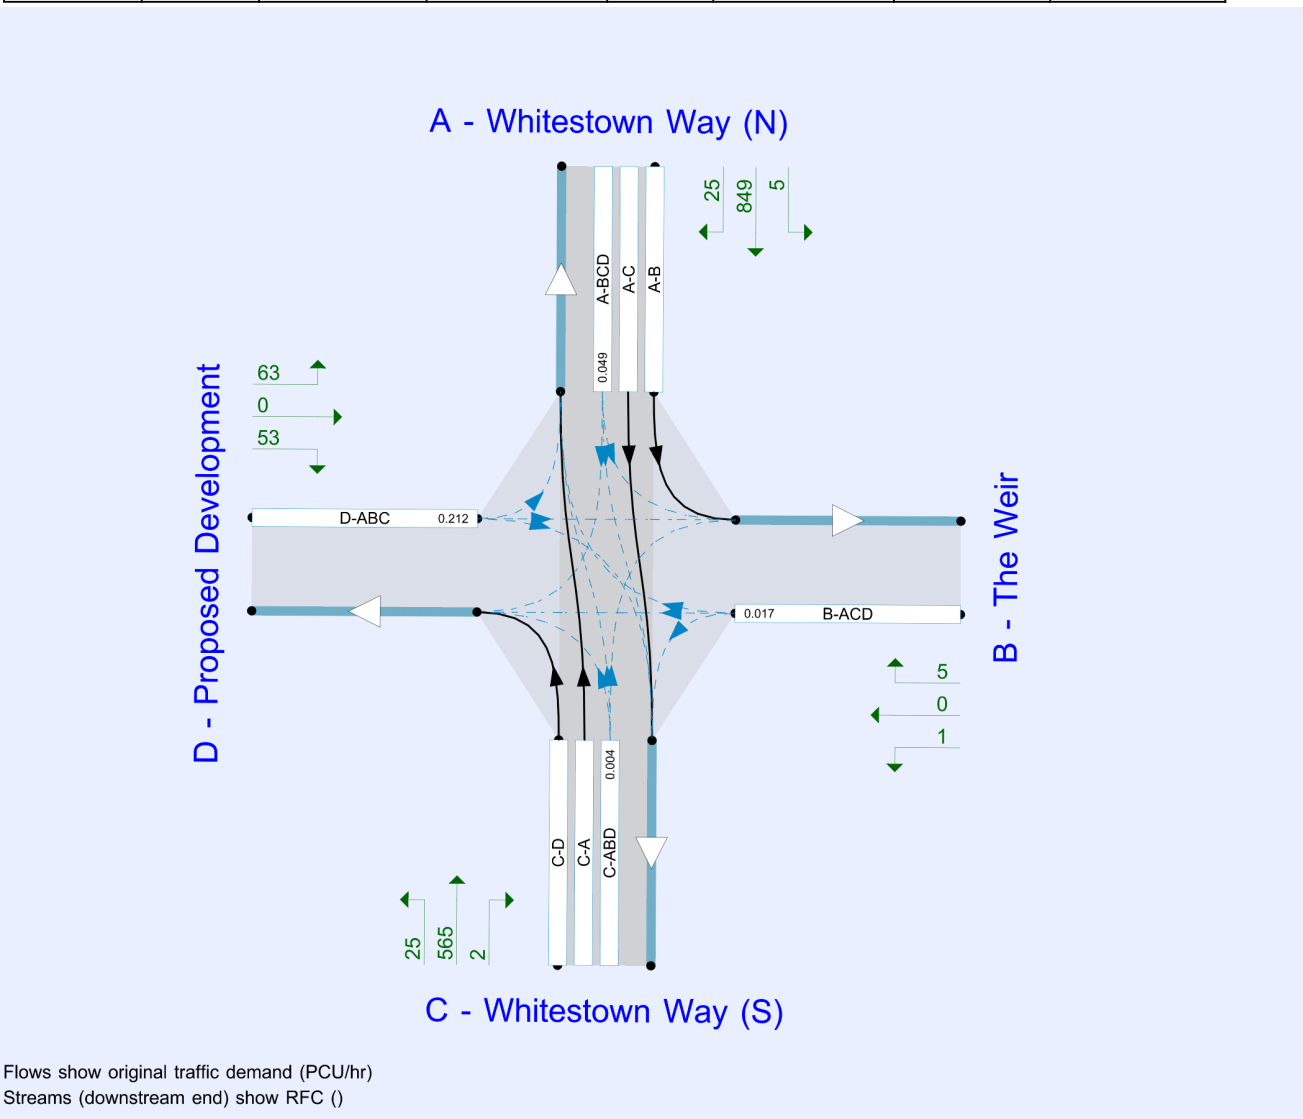 A - Whitestown Way (N)
25
849
5
A-BCD
A-C
A-B
0.049
63
0
53
D - Proposed Development
D-ABC 0.212
B - The Weir
0.017 B-ACD
5
0
1
0.004
C-D
C-A
C-ABD
25
565
2
C - Whitestown Way (S)
Flows show original traffic demand (PCU/hr)
Streams (downstream end) show RFC ()